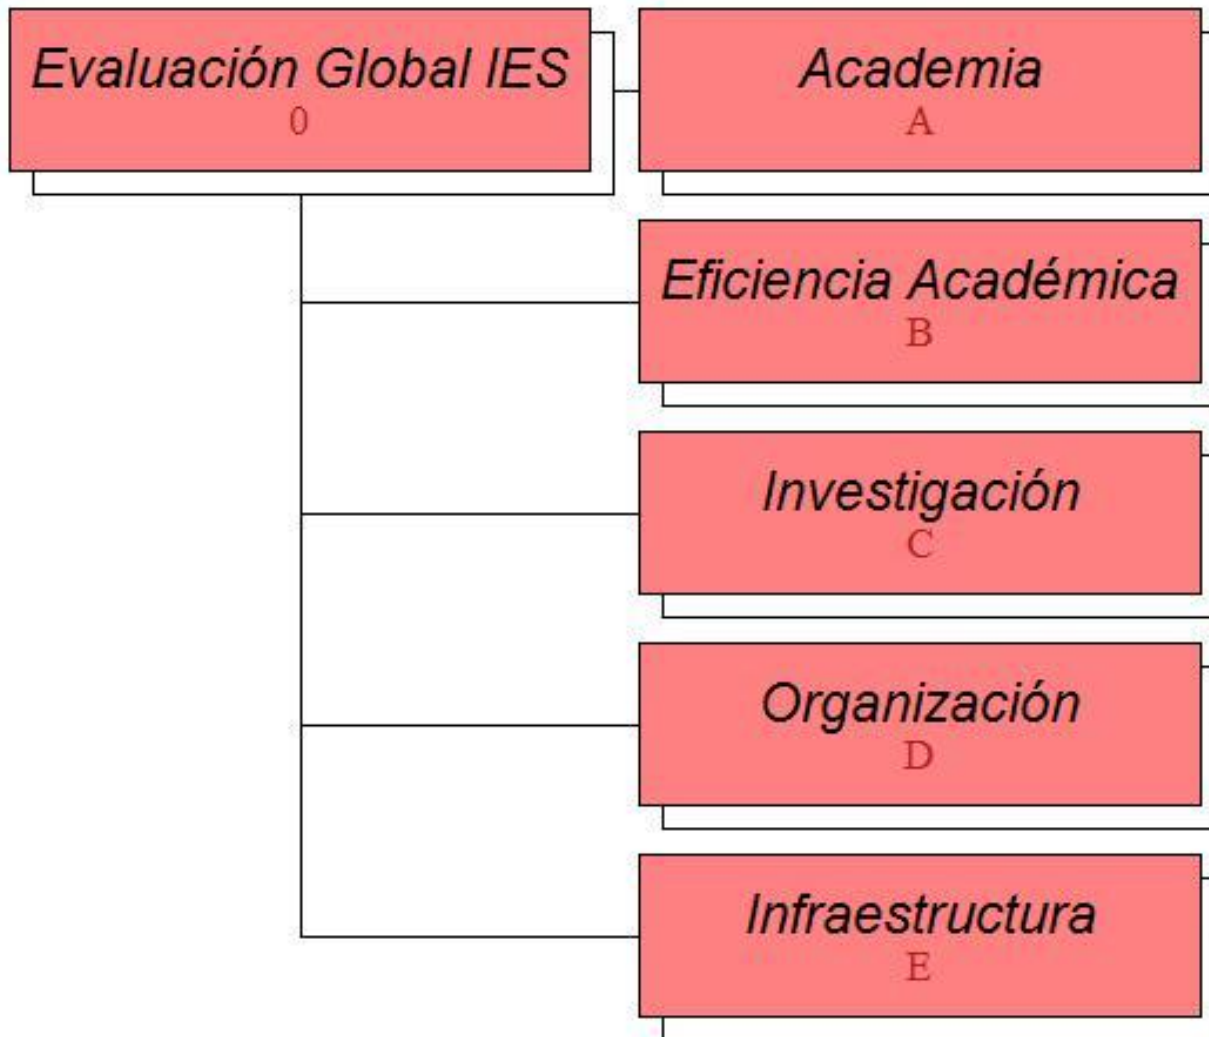 Evaluación Global IES
0
Academia
A
Eficiencia Académica
B
Investigación
C
Organización
D
Infraestructura
E